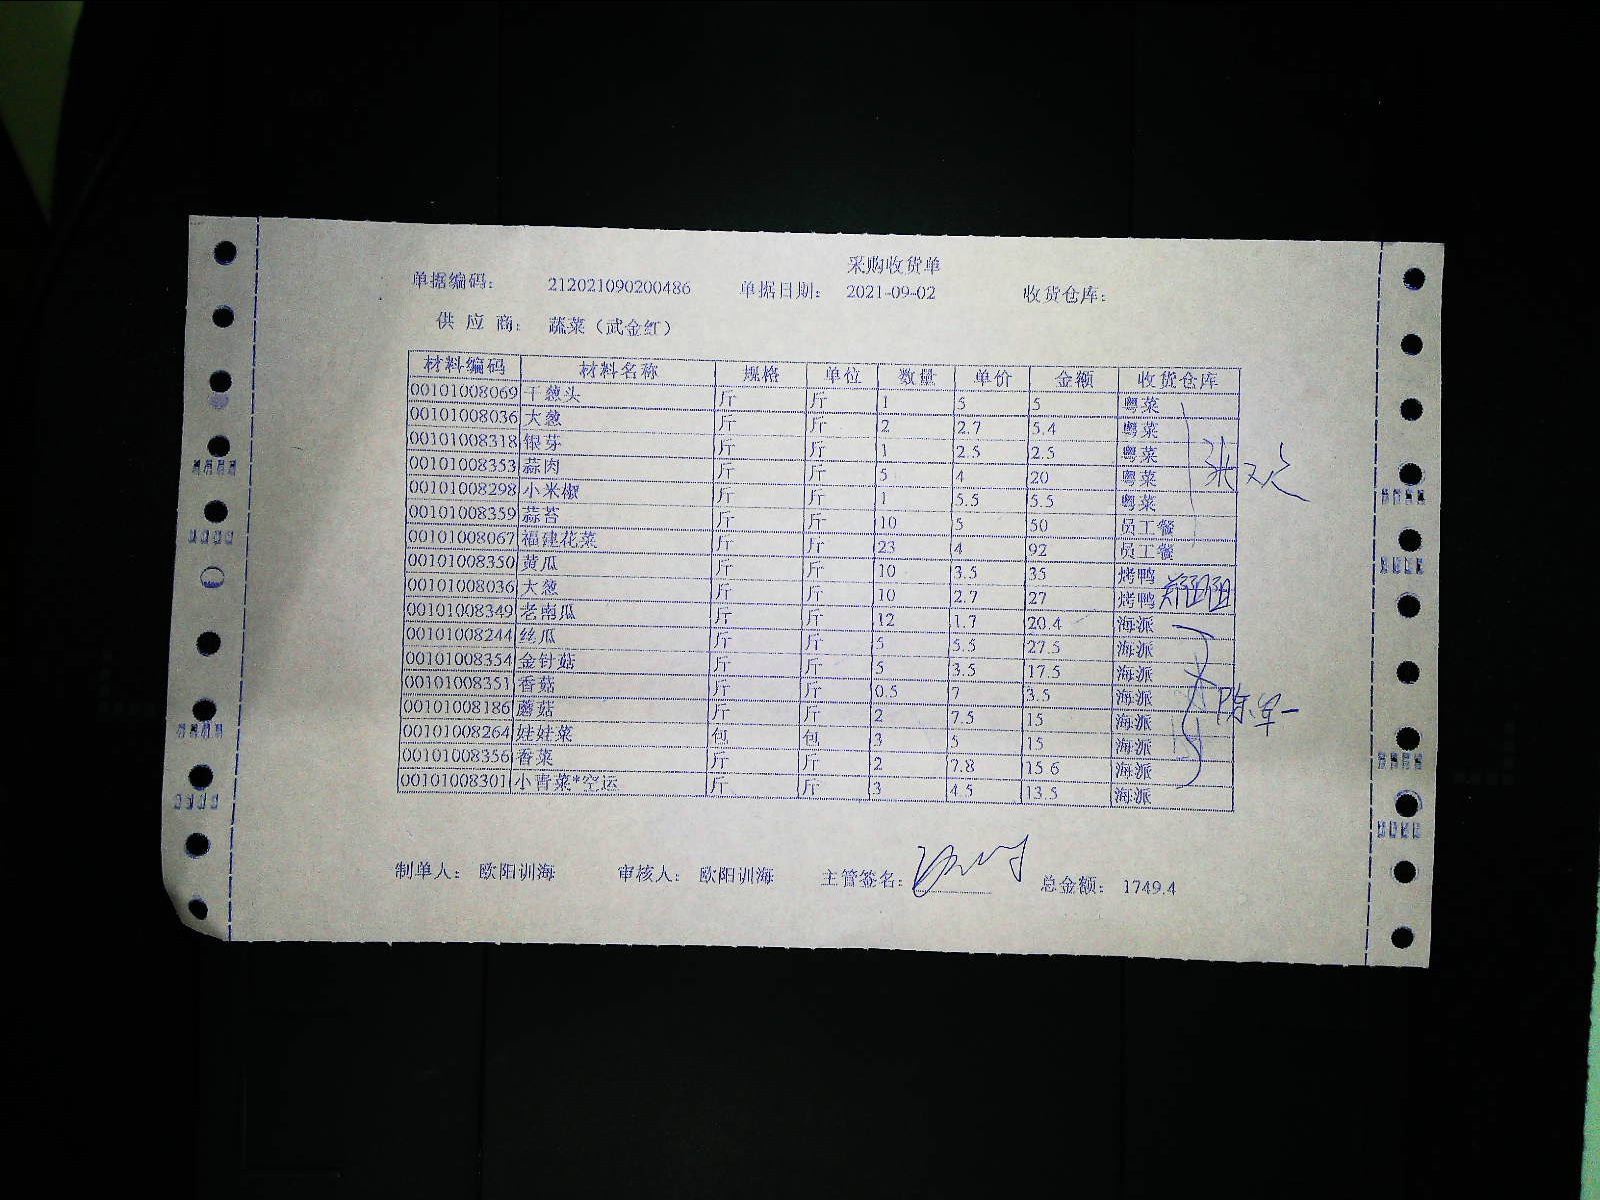 采购收货单
单据编码： 212021090200486 单据日期： 2021-09-02 收货仓库：
供 应 商： 蔬菜（武金红）
材料编码 材料名称 规格 单位 数量 单价 金额 收货仓库
00101008069 干葱头 斤 斤 1 5 5 粤菜
00101008036 大葱 斤 斤 2 2.7 5.4 粤菜
00101008318 银芽 斤 斤 1 2.5 2.5 粤菜
00101008353 蒜肉 斤 斤 5 4 20 粤菜
00101008298 小米椒 斤 斤 1 5.5 5.5 粤菜
00101008359 蒜苔 斤 斤 10 5 50 员工餐
00101008067 福建花菜 斤 斤 23 4 92 员工餐
00101008350 黄瓜 斤 斤 10 3.5 35 烤鸭
00101008036 大葱 斤 斤 10 2.7 27 烤鸭
00101008349 老南瓜 斤 斤 12 1.7 20.4 海派
00101008244 丝瓜 斤 斤 5 5.5 27.5 海派
00101008354 金针菇 斤 斤 5 3.5 17.5 海派
00101008351 香菇 斤 斤 0.5 7 3.5 海派
00101008186 蘑菇 斤 斤 2 7.5 15 海派
00101008264 娃娃菜 包 包 3 5 15 海派
00101008356 香菜 斤 斤 2 7.8 15.6 海派
00101008301 小青菜*空运 斤 斤 3 4.5 13.5 海派
制单人： 欧阳训海 审核人： 欧阳训海 主管签名： 总金额： 1749.4